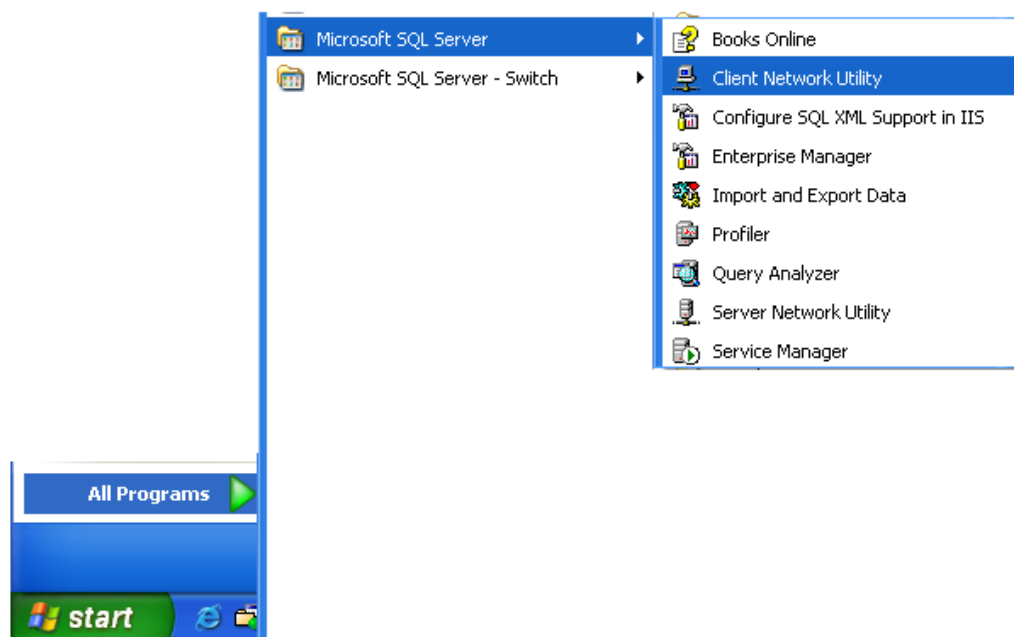 Microsoft SQL Server
Microsoft SQL Server - Switch
Books Online
Client Network Utility
Configure SQL XML Support in IIS
Enterprise Manager
Import and Export Data
Profiler
Query Analyzer
Server Network Utility
Service Manager
All Programs
start